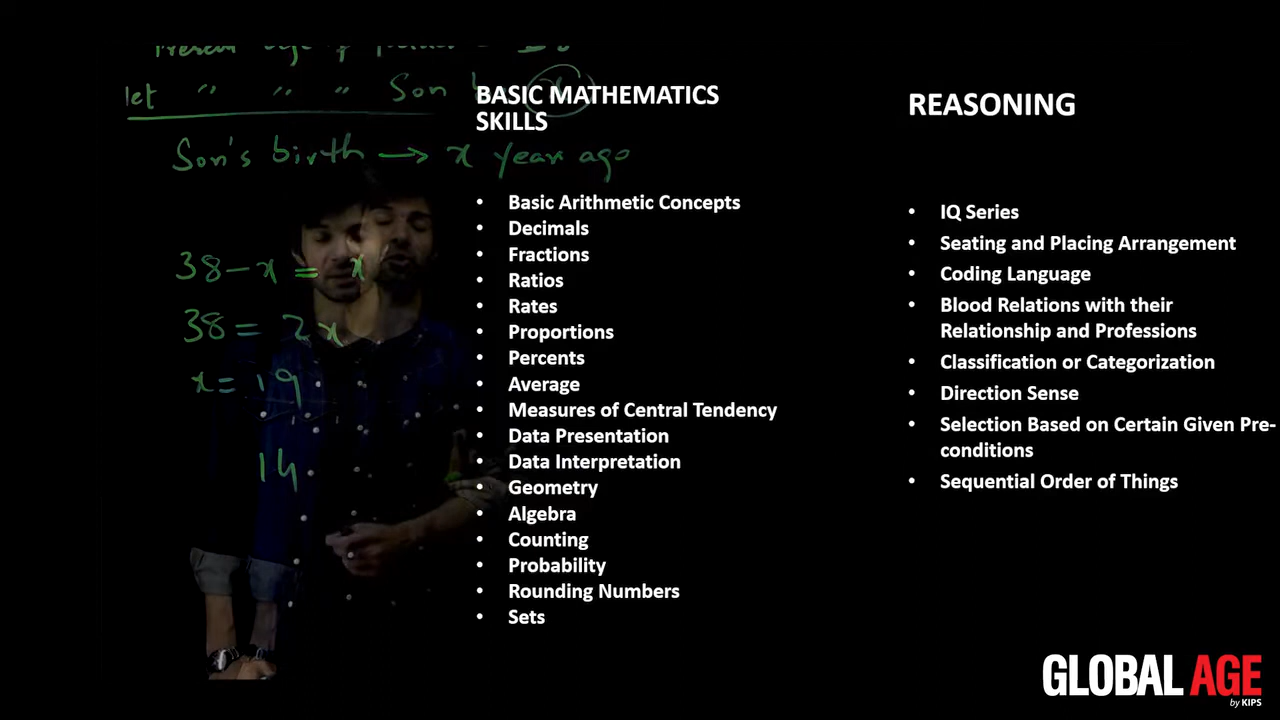 let " " " Son
Son's birth → x year ago
38 - x = x
38 = 2x
x = 19
14
BASIC MATHEMATICS
SKILLS
• Basic Arithmetic Concepts
• Decimals
• Fractions
• Ratios
• Rates
• Proportions
• Percents
• Average
• Measures of Central Tendency
• Data Presentation
• Data Interpretation
• Geometry
• Algebra
• Counting
• Probability
• Rounding Numbers
• Sets
REASONING
• IQ Series
• Seating and Placing Arrangement
• Coding Language
• Blood Relations with their
Relationship and Professions
• Classification or Categorization
• Direction Sense
• Selection Based on Certain Given Pre-
conditions
• Sequential Order of Things
GLOBAL AGE
by KIPS